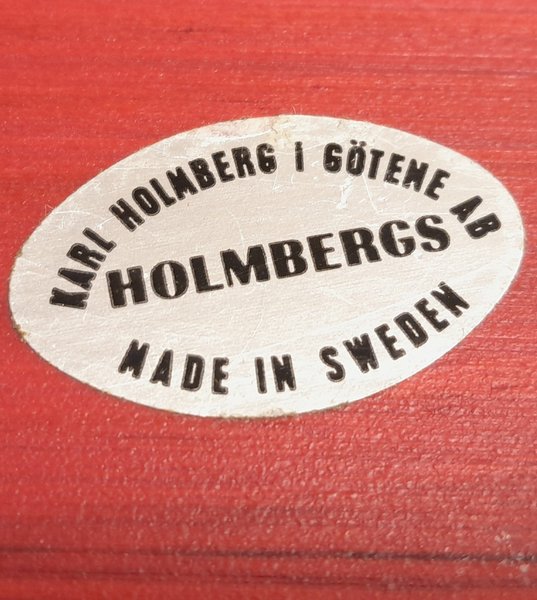 KARL HOLMBERG i GÖTENE AB
HOLMBERGS
MADE IN SWEDEN